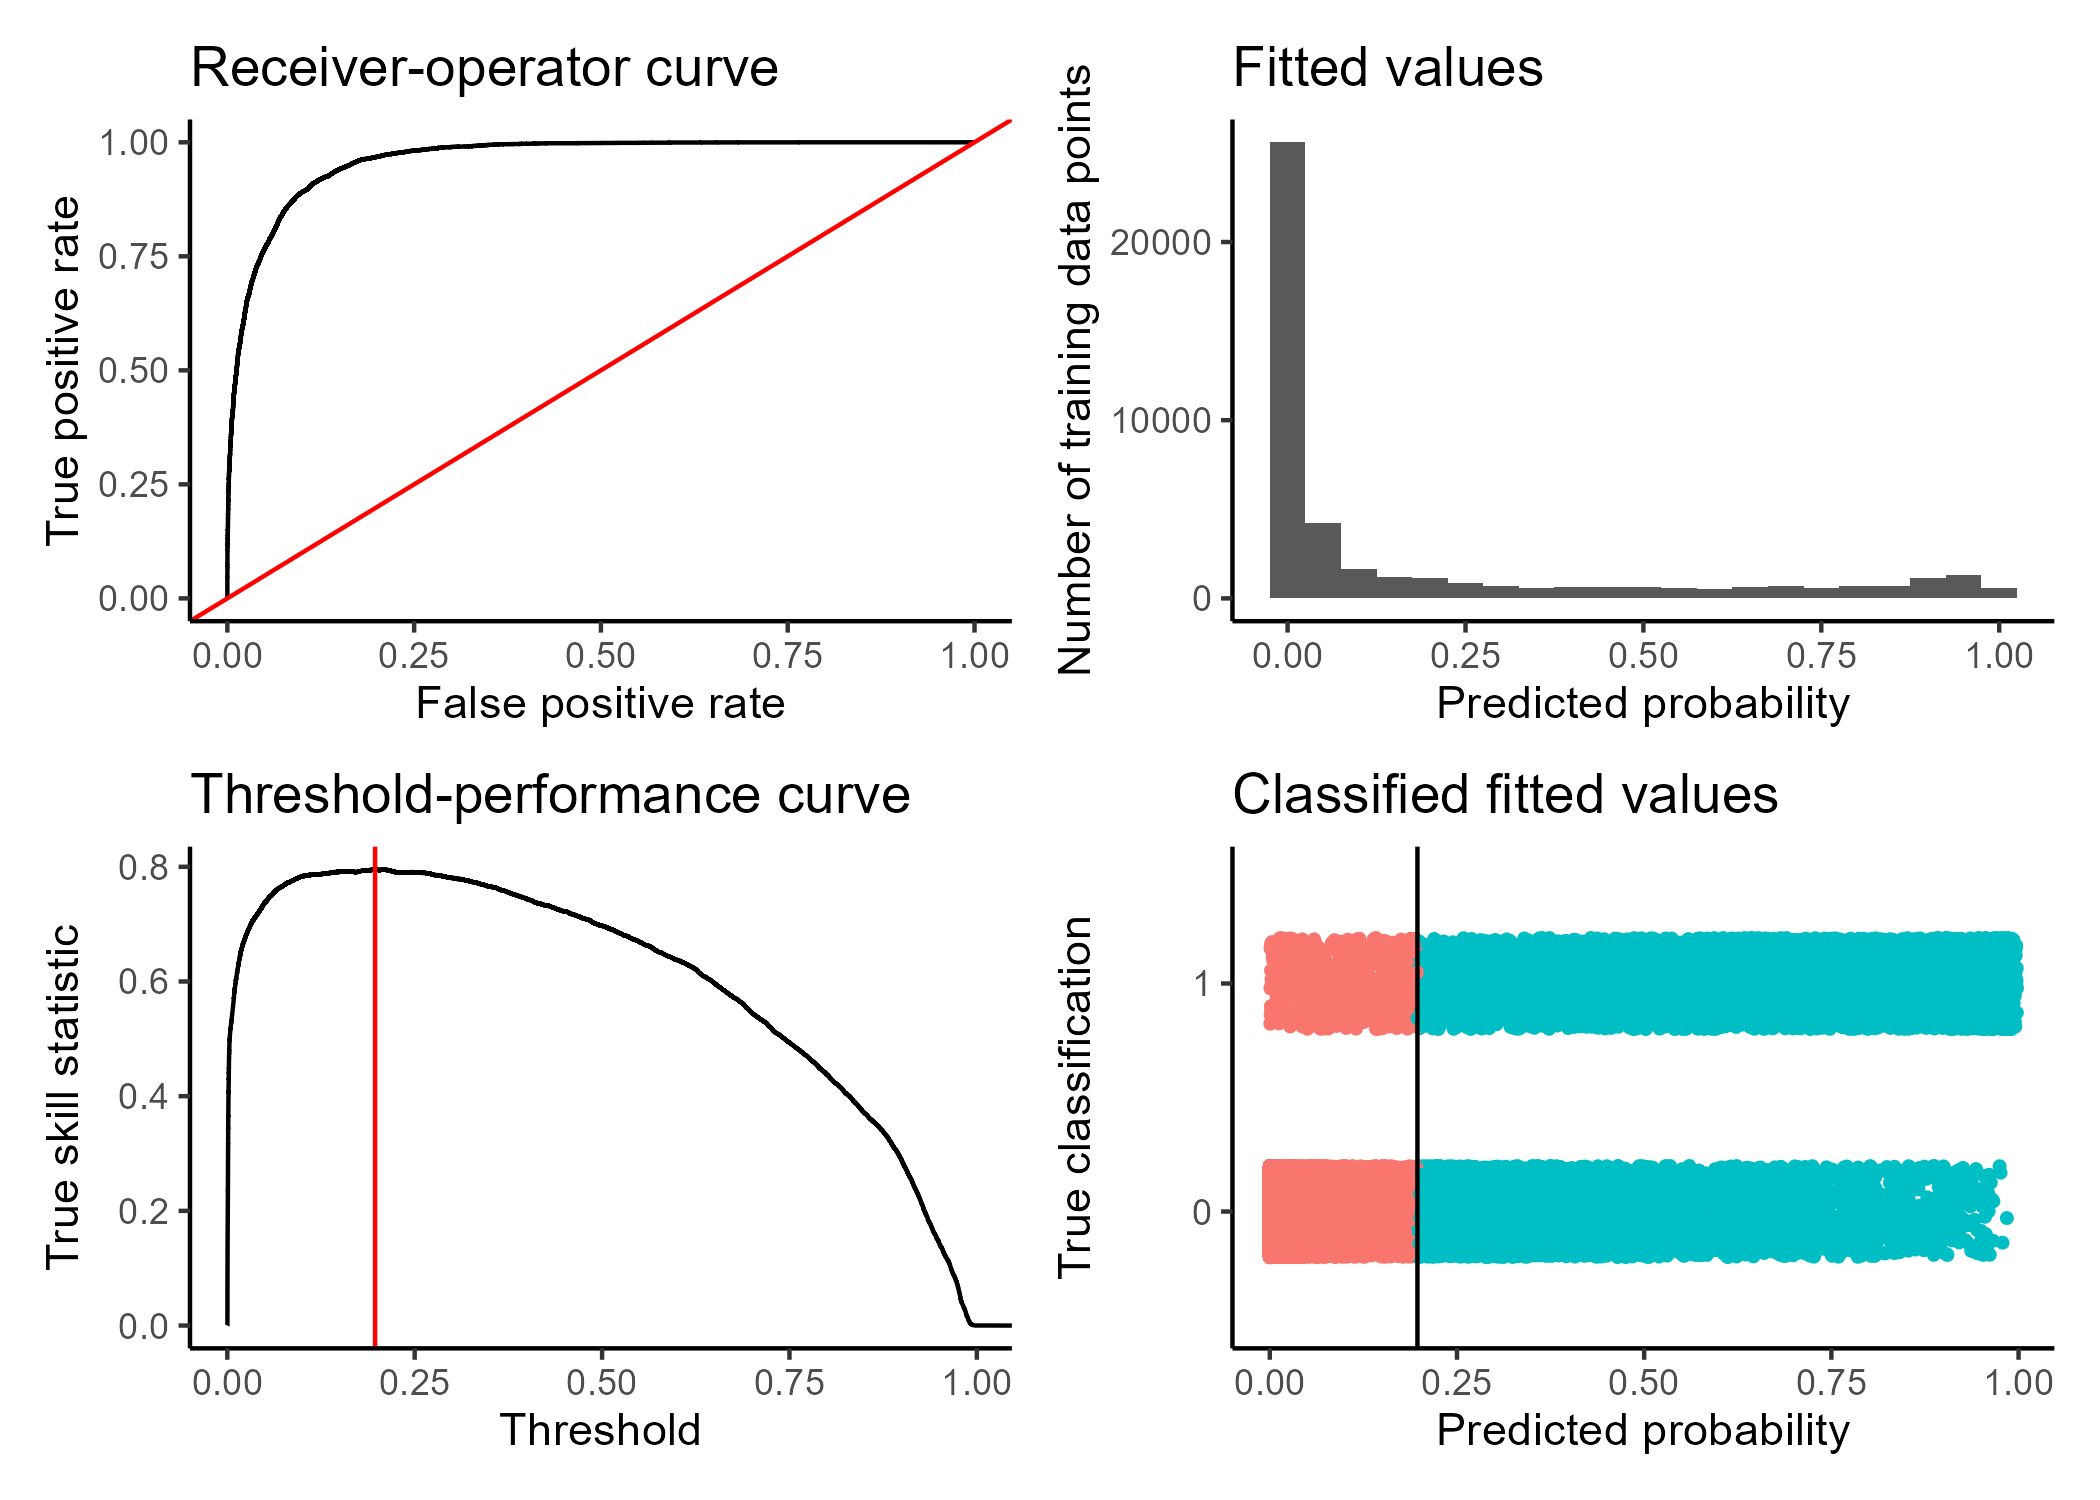 Receiver-operator curve
True positive rate
1.00
0.75
0.50
0.25
0.00
0.00 0.25 0.50 0.75 1.00
False positive rate
Fitted values
Number of training data points
20000
10000
0
0.00 0.25 0.50 0.75 1.00
Predicted probability
Threshold-performance curve
True skill statistic
0.8
0.6
0.4
0.2
0.0
0.00 0.25 0.50 0.75 1.00
Threshold
Classified fitted values
True classification
1
0
0.00 0.25 0.50 0.75 1.00
Predicted probability